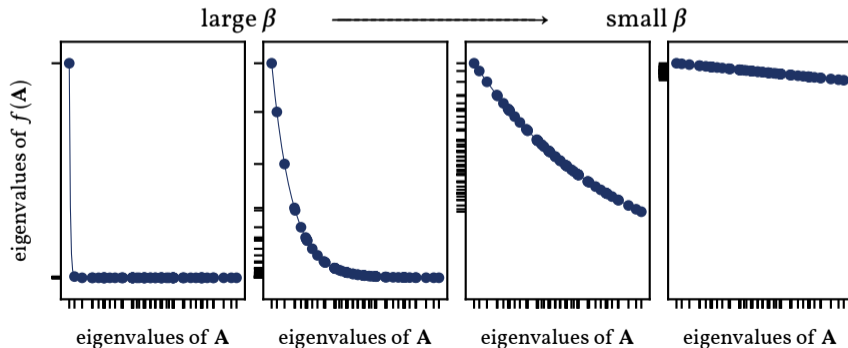 large β
small β
eigenvalues of f(A)
eigenvalues of A
eigenvalues of A
eigenvalues of A
eigenvalues of A